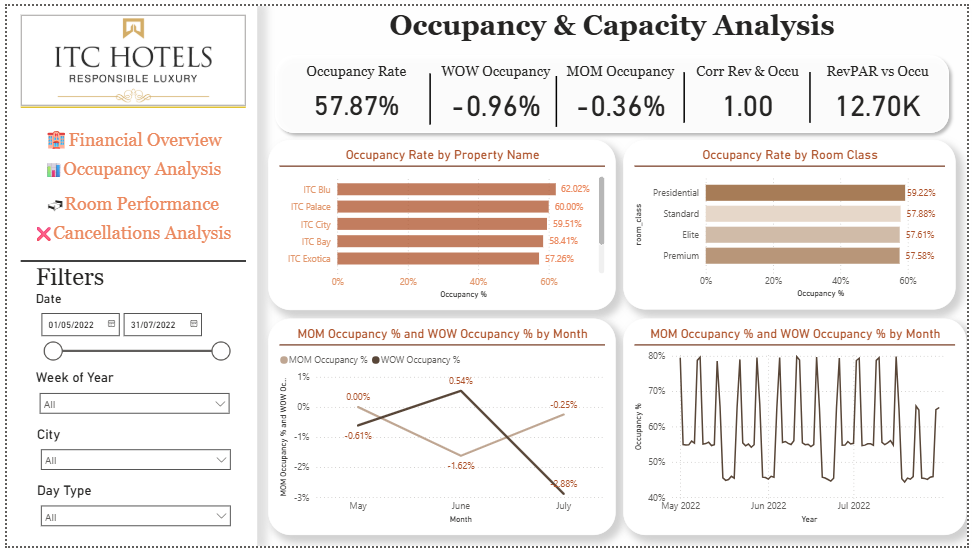 ITC HOTELS
RESPONSIBLE LUXURY
Financial Overview
Occupancy Analysis
Room Performance
Cancellations Analysis
Filters
Date
01/05/2022 31/07/2022
Week of Year
All
City
All
Day Type
All
Occupancy & Capacity Analysis
Occupancy Rate WOW Occupancy MOM Occupancy Corr Rev & Occu RevPAR vs Occu
57.87% -0.96% -0.36% 1.00 12.70K
Occupancy Rate by Property Name
ITC Blu 62.02%
ITC Palace 60.00%
ITC City 59.51%
ITC Bay 58.41%
ITC Exotica 57.26%
0% 20% 40% 60%
Occupancy %
Occupancy Rate by Room Class
room_class
Presidential 59.22%
Standard 57.88%
Elite 57.61%
Premium 57.58%
0% 20% 40% 60%
Occupancy %
MOM Occupancy % and WOW Occupancy % by Month
MOM Occupancy % WOW Occupancy %
MOM Occupancy % and WOW Oc...
1%
0%
-1%
-2%
-3%
0.00%
-0.61%
0.54%
-1.62%
-0.25%
-2.88%
May June July
Month
MOM Occupancy % and WOW Occupancy % by Month
Occupancy %
80%
70%
60%
50%
40%
May 2022 Jun 2022 Jul 2022
Year